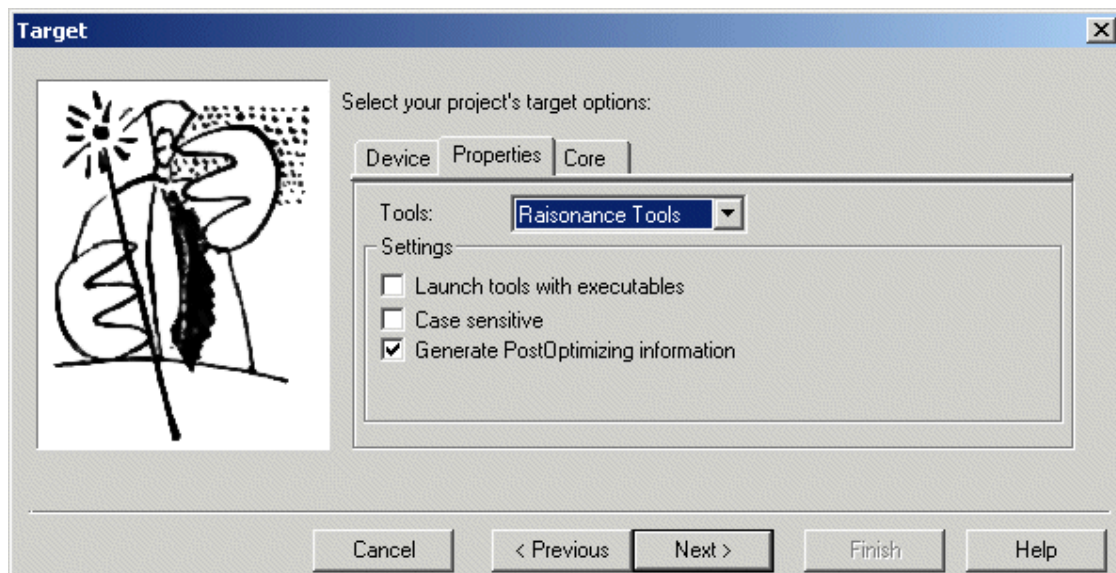 Target
Select your project's target options:
Device Properties Core
Tools: Raisonance Tools
Settings
Launch tools with executables
Case sensitive
Generate PostOptimizing information
Cancel < Previous Next > Finish Help